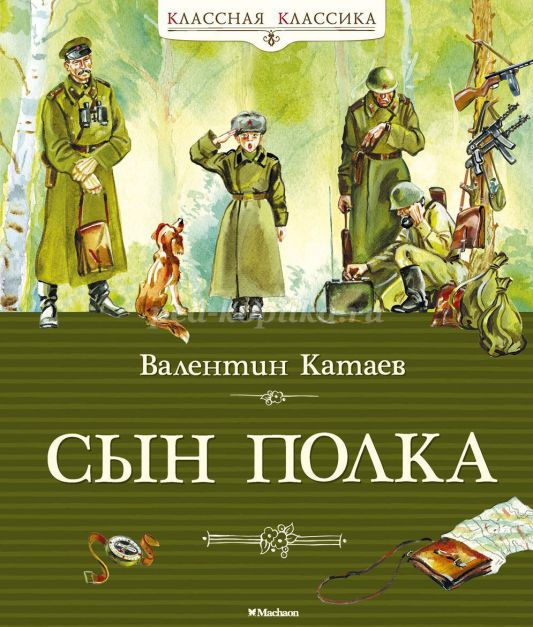 Классная Классика
Валентин Катаев
СЫН ПОЛКА
Machaon